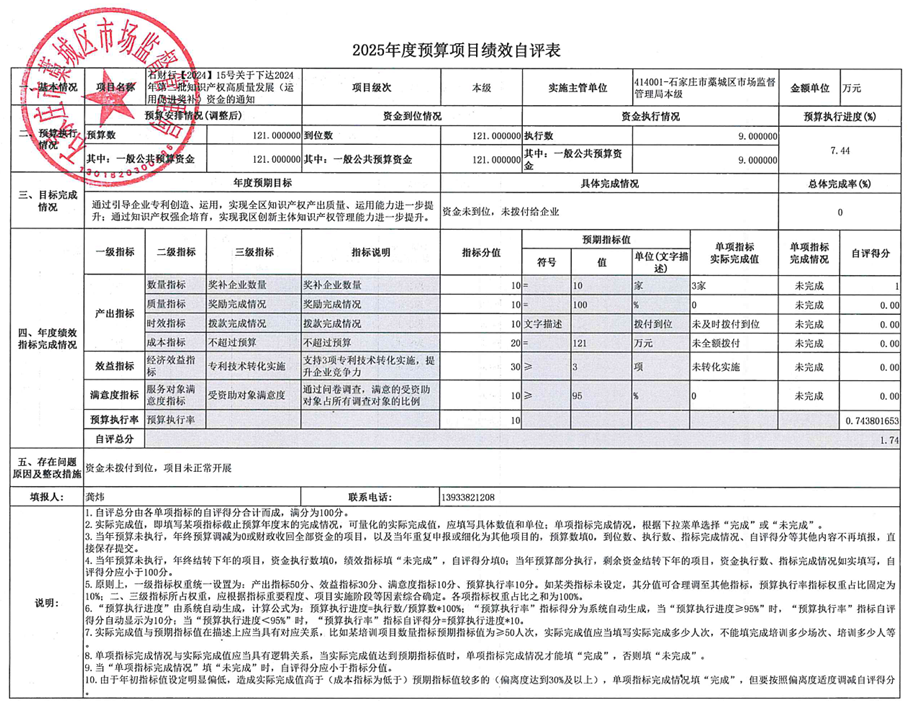 2025年度预算项目绩效自评表
一、基本情况 项目名称 石财行【2024】15号关于下达2024年第二批知识产权高质量发展（运用促进奖补）资金的通知 项目级次 本级 实施主管单位 414001-石家庄市藁城区市场监督管理局本级 金额单位 万元
二、预算执行情况 预算安排情况(调整后) 资金到位情况 资金执行情况 预算执行进度(%)
预算数 121.000000 到位数 121.000000 执行数 9.000000 7.44
其中：一般公共预算资金 121.000000 其中：一般公共预算资金 121.000000 其中：一般公共预算资金 9.000000
三、目标完成情况 年度预期目标 具体完成情况 总体完成率(%)
通过引导企业专利创造、运用，实现全区知识产权产出质量、运用能力进一步提升；通过知识产权强企培育，实现我区创新主体知识产权管理能力进一步提升。 资金未到位，未拨付给企业 0
四、年度绩效指标完成情况 一级指标 二级指标 三级指标 指标说明 指标分值 预期指标值 单项指标实际完成值 单项指标完成情况 自评得分
符号 值 单位(文字描述)
产出指标 数量指标 奖补企业数量 奖补企业数量 10 = 10 家 3家 未完成 1
质量指标 奖励完成情况 奖励完成情况 10 = 100 % 0 未完成 0.00
时效指标 拨款完成情况 拨款完成情况 10 文字描述 拨付到位 未及时拨付到位 未完成 0.00
成本指标 不超过预算 不超过预算 20 = 121 万元 未全额拨付 未完成 0.00
效益指标 经济效益指标 专利技术转化实施 支持3项专利技术转化实施，提升企业竞争力 30 ≥ 3 项 未转化实施 未完成 0.00
满意度指标 服务对象满意度指标 受资助对象满意度 通过问卷调查，满意的受资助对象占所有调查对象的比例 10 ≥ 95 % 0 未完成 0.00
预算执行率 预算执行率 10 0.743801653
自评总分 1.74
五、存在问题原因及整改措施 资金未拨付到位，项目未正常开展
填报人： 龚炜 联系电话： 13933821208
说明：
1.自评总分由各单项指标的自评得分合计而成，满分为100分。
2.实际完成值，即填写某项指标截止预算年度末的完成情况，可量化的实际完成值，应填写具体数值和单位；单项指标完成情况，根据下拉菜单选择“完成”或“未完成”。
3.当年预算未执行，年终预算调减为0或财政收回全部资金的项目，以及当年重复申报或细化为其他项目的，预算数填0，到位数、执行数、指标完成情况、自评得分等其他内容不再填报，直
接保存提交。
4.当年预算未执行，年终结转下年的项目，资金执行数填0，绩效指标填“未完成”，自评得分填0；当年预算部分执行，剩余资金结转下年的项目，资金执行数、指标完成情况如实填写，自
评得分应小于100分。
5.原则上，一级指标权重统一设置为：产出指标50分、效益指标30分、满意度指标10分、预算执行率10分。如某类指标未设定，其分值可合理调至其他指标，预算执行率指标权重占比固定为
10%；二、三级指标所占权重，应根据指标重要程度、项目实施阶段等因素综合确定。各项指标权重占比之和为100%。
6.“预算执行进度”由系统自动生成，计算公式为：预算执行进度=执行数/预算数*100%；“预算执行率”指标得分为系统自动生成，当“预算执行进度≥95%”时，“预算执行率”指标自评
得分自动显示为10分；当“预算执行进度＜95%”时，“预算执行率”指标自评得分=预算执行进度*10。
7.实际完成值与预期指标值在描述上应当具有对应关系，比如某培训项目数量指标预期指标值为≥50人次，实际完成值应当填写实际完成多少人次，不能填完成培训多少场次、培训多少人等
。
8.单项指标完成情况与实际完成值应当具有逻辑关系，当实际完成值达到预期指标值时，单项指标完成情况才能填“完成”，否则填“未完成”。
9.当“单项指标完成情况”填“未完成”时，自评得分应小于指标分值。
10.由于年初指标值设定明显偏低，造成实际完成值高于（成本指标为低于）预期指标值较多的（偏离度达到30%及以上），单项指标完成情况填“完成”，但要按照偏离度适度调减自评得分
。
石家庄市藁城区市场监督管理局